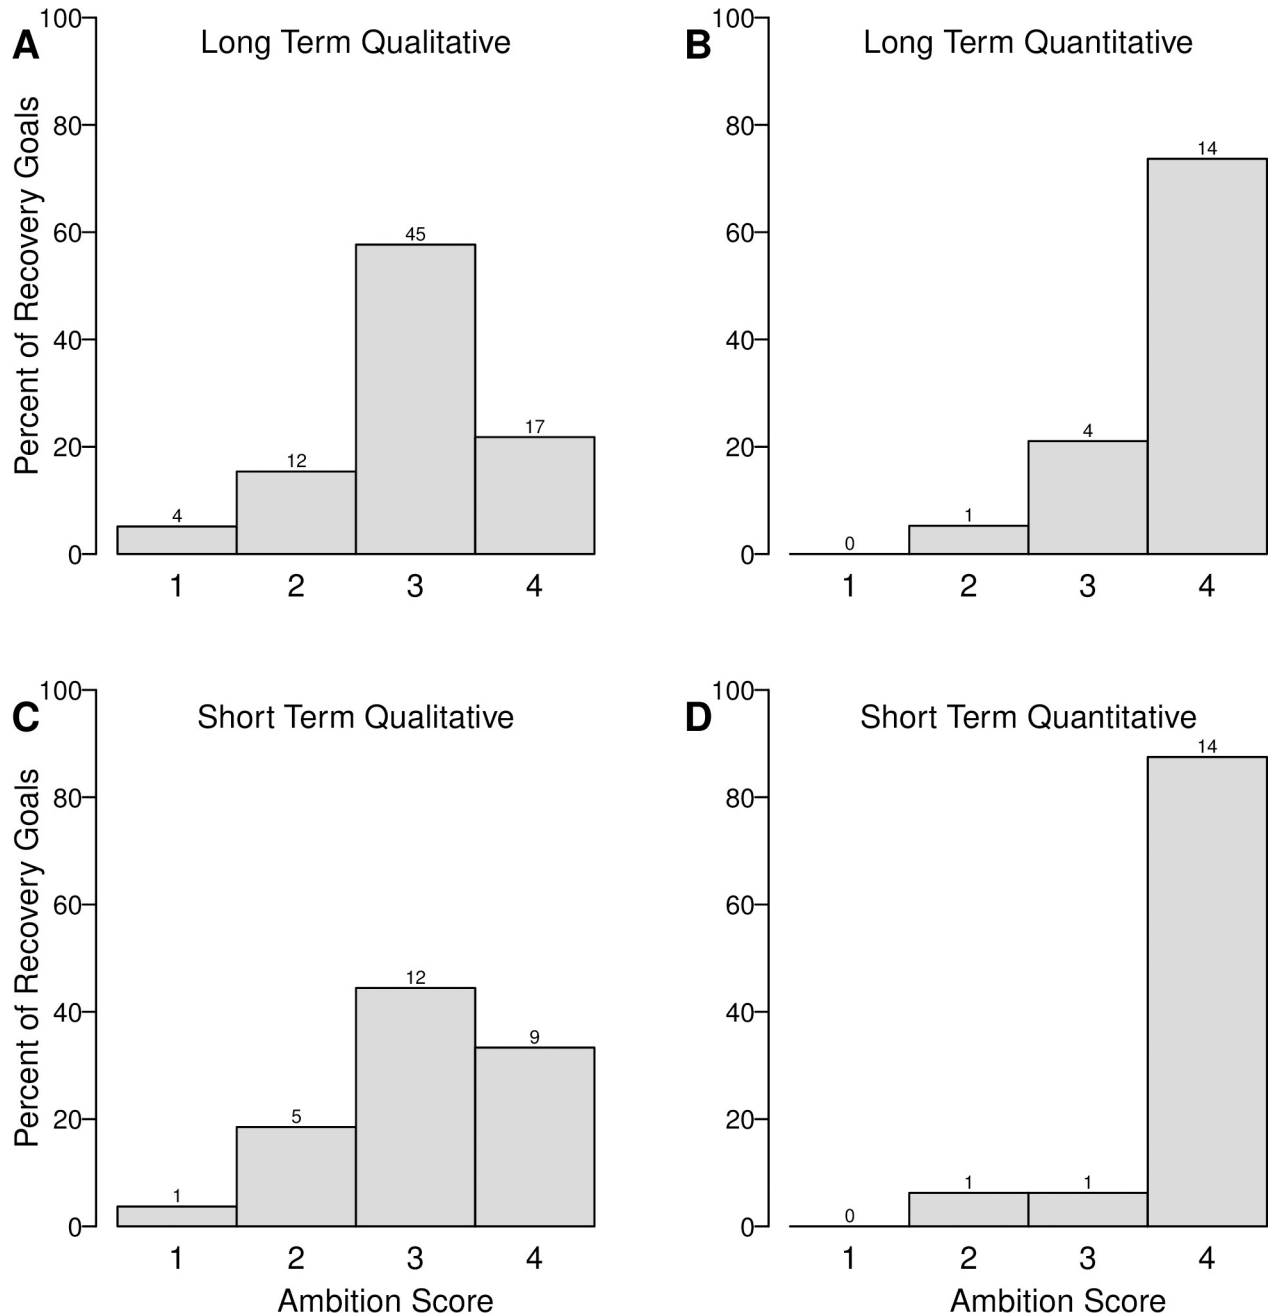 A
Long Term Qualitative
Percent of Recovery Goals
100
80
60
40
20
0
4
12
45
17
1 2 3 4
B
Long Term Quantitative
100
80
60
40
20
0
0
1
4
14
1 2 3 4
C
Short Term Qualitative
Percent of Recovery Goals
100
80
60
40
20
0
1
5
12
9
1 2 3 4
Ambition Score
D
Short Term Quantitative
100
80
60
40
20
0
0
1
1
14
1 2 3 4
Ambition Score